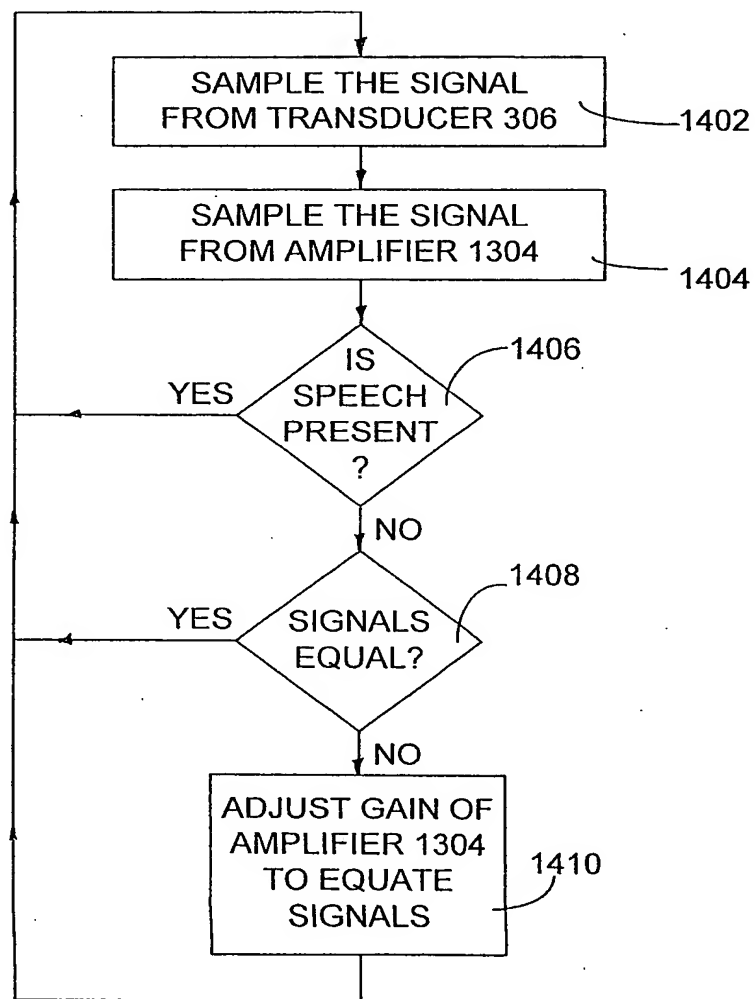 SAMPLE THE SIGNAL
FROM TRANSDUCER 306
1402
SAMPLE THE SIGNAL
FROM AMPLIFIER 1304
1404
IS
SPEECH
PRESENT
?
1406
YES
NO
SIGNALS
EQUAL?
1408
YES
NO
ADJUST GAIN OF
AMPLIFIER 1304
TO EQUATE
SIGNALS
1410